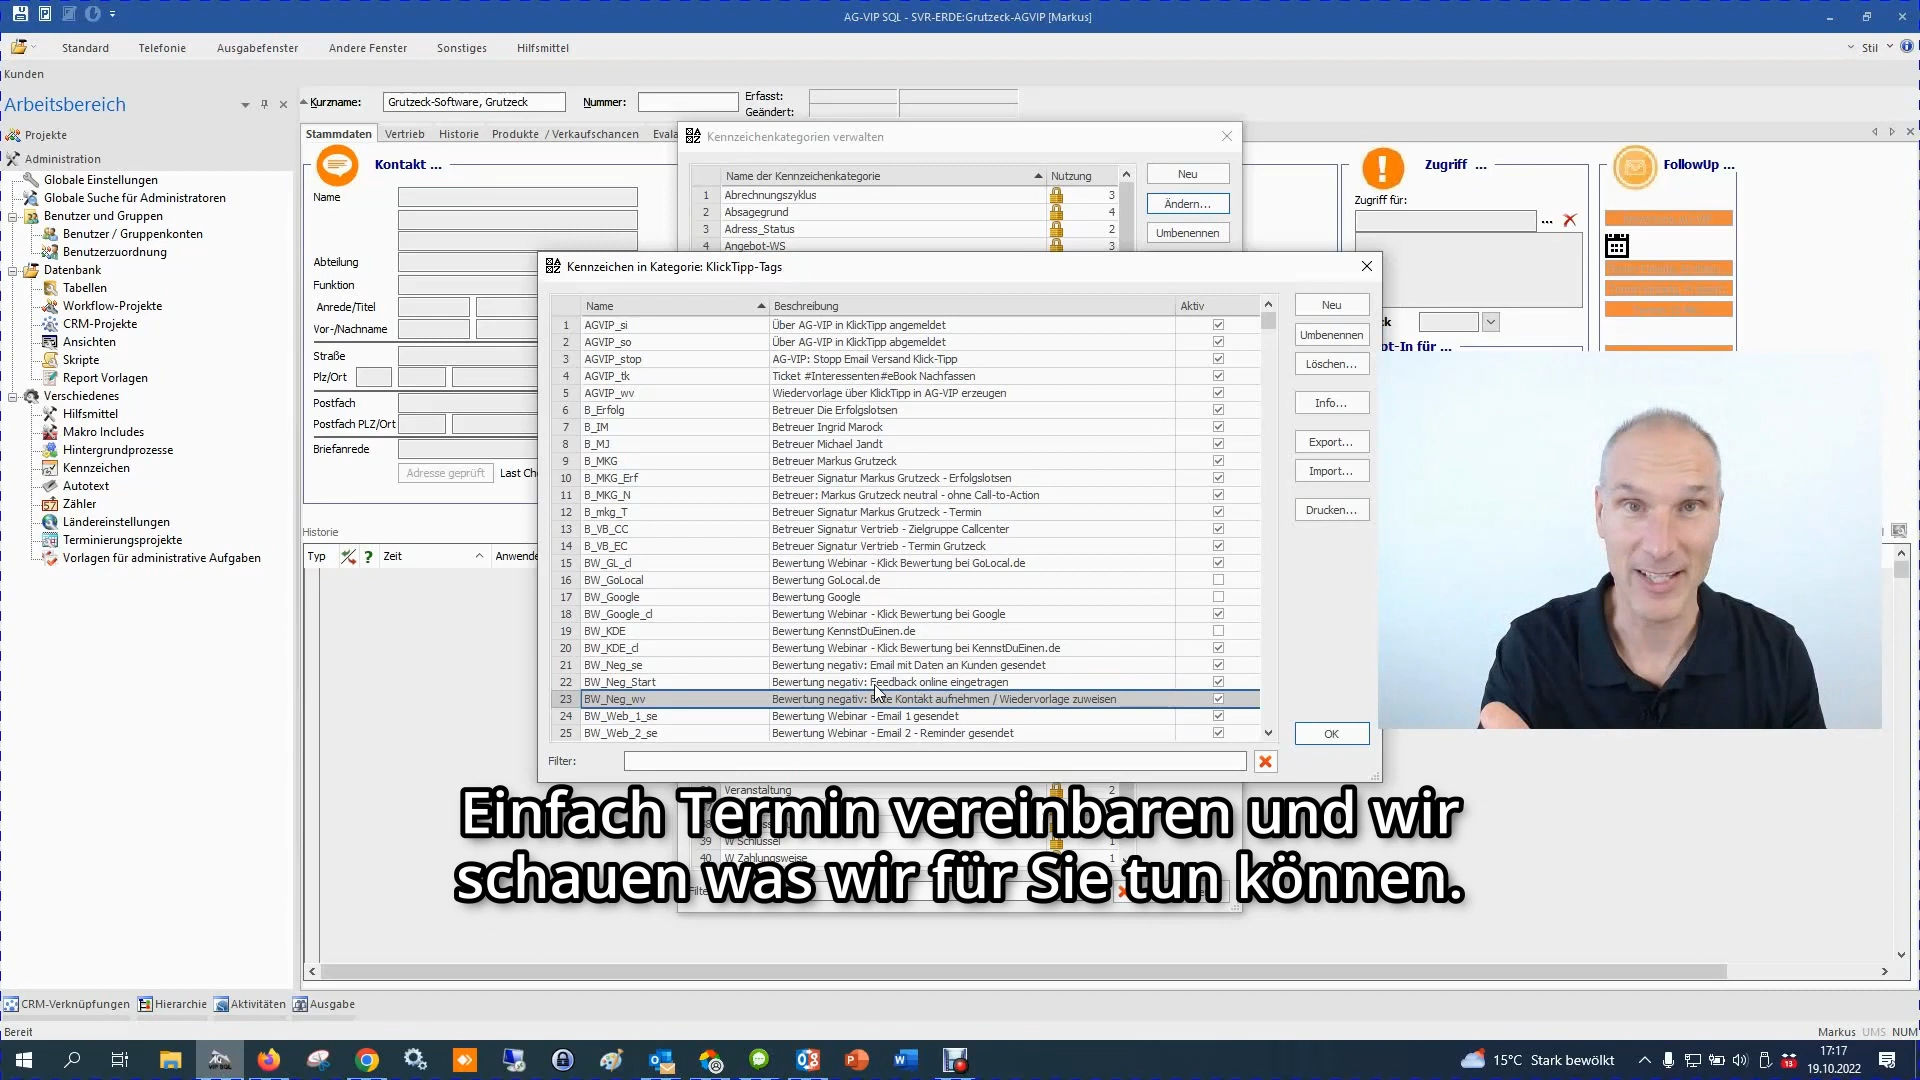 AG-VIP SQL - SVR-ERDE:Grutzeck-AGVIP [Markus]
Standard Telefonie Ausgabefenster Andere Fenster Sonstiges Hilfsmittel Stil
Kunden
Arbeitsbereich
Projekte
Administration
Globale Einstellungen
Globale Suche für Administratoren
Benutzer und Gruppen
Benutzer / Gruppenkonten
Benutzerzuordnung
Datenbank
Tabellen
Workflow-Projekte
CRM-Projekte
Ansichten
Skripte
Report Vorlagen
Verschiedenes
Hilfsmittel
Makro Includes
Hintergrundprozesse
Kennzeichen
Autotext
Zähler
Ländereinstellungen
Terminierungsprojekte
Vorlagen für administrative Aufgaben
Kurzname: Grutzeck-Software, Grutzeck Nummer: Erfasst:
Geändert:
Stammdaten Vertrieb Historie Produkte / Verkaufschancen
Kontakt ...
Name
Abteilung
Funktion
Anrede/Titel
Vor-/Nachname
Straße
Plz/Ort
Postfach
Postfach PLZ/Ort
Briefanrede
Adresse geprüft Last
Historie
Typ ? Zeit
Kennzeichenkategorien verwalten
Name der Kennzeichenkategorie Nutzung
1 Abrechnungszyklus 3
2 Absagegrund 4
3 Adress_Status 2
4 Angebot-WS 3
Neu
Ändern...
Umbenennen
Zugriff ...
Zugriff für:
...
FollowUp ...
Kennzeichen in Kategorie: KlickTipp-Tags
Name Beschreibung Aktiv
1 AGVIP_si Über AG-VIP in KlickTipp angemeldet
2 AGVIP_so Über AG-VIP in KlickTipp abgemeldet
3 AGVIP_stop AG-VIP: Stopp Email Versand Klick-Tipp
4 AGVIP_tk Ticket #Interessenten#eBook Nachfassen
5 AGVIP_wv Wiedervorlage über KlickTipp in AG-VIP erzeugen
6 B_Erfolg Betreuer Die Erfolgslotsen
7 B_IM Betreuer Ingrid Marock
8 B_MJ Betreuer Michael Jandt
9 B_MKG Betreuer Markus Grutzeck
10 B_MKG_Erf Betreuer Signatur Markus Grutzeck - Erfolgslotsen
11 B_MKG_N Betreuer: Markus Grutzeck neutral - ohne Call-to-Action
12 B_mkg_T Betreuer Signatur Markus Grutzeck - Termin
13 B_VB_CC Betreuer Signatur Vertrieb - Zielgruppe Callcenter
14 B_VB_EC Betreuer Signatur Vertrieb - Termin Grutzeck
15 BW_GL_cl Bewertung Webinar - Klick Bewertung bei GoLocal.de
16 BW_GoLocal Bewertung GoLocal.de
17 BW_Google Bewertung Google
18 BW_Google_cl Bewertung Webinar - Klick Bewertung bei Google
19 BW_KDE Bewertung KennstDuEinen.de
20 BW_KDE_cl Bewertung Webinar - Klick Bewertung bei KennstDuEinen.de
21 BW_Neg_se Bewertung negativ: Email mit Daten an Kunden gesendet
22 BW_Neg_Start Bewertung negativ: Feedback online eingetragen
23 BW_Neg_wv Bewertung negativ: Kontakt aufnehmen / Wiedervorlage zuweisen
24 BW_Web_1_se Bewertung Webinar - Email 1 gesendet
25 BW_Web_2_se Bewertung Webinar - Email 2 - Reminder gesendet
Filter:
Neu
Umbenennen
Löschen...
Info...
Export...
Import...
Drucken...
OK
Veranstaltung 2
39 W Schlüssel 1
40 W Zahlungsweise 1
Einfach Termin vereinbaren und wir
schauen was wir für Sie tun können.
CRM-Verknüpfungen Hierarchie Aktivitäten Ausgabe
Bereit Markus UMS NUM
15°C Stark bewölkt
17:17
19.10.2022